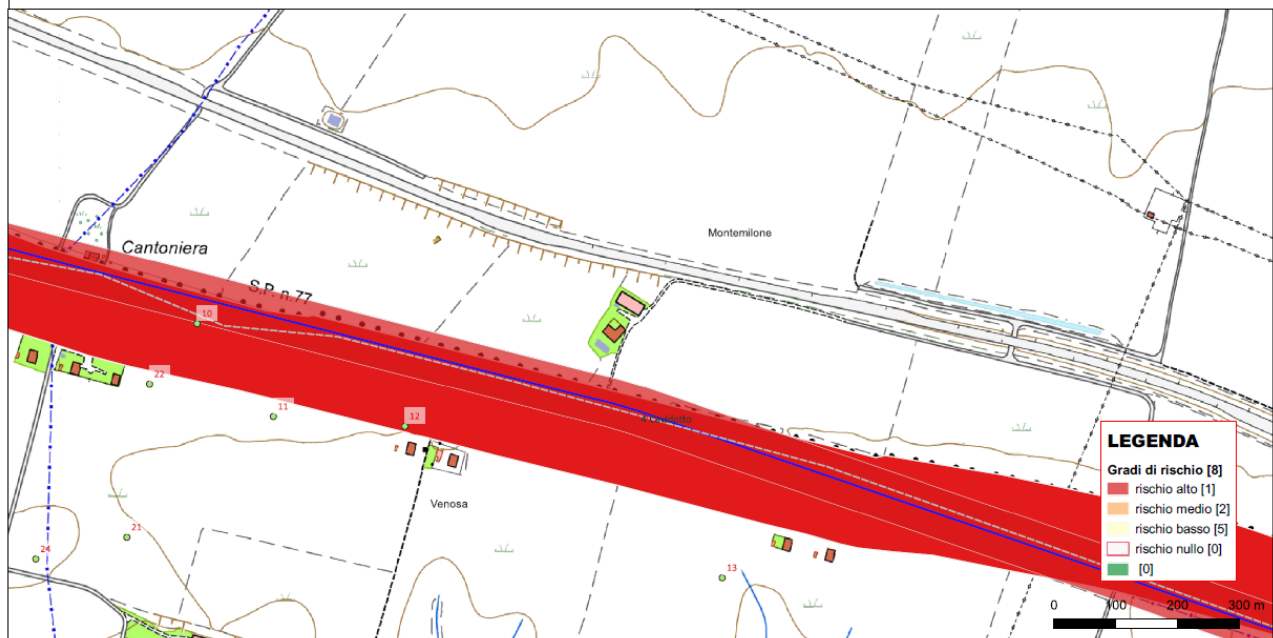 Montemilone
Cantoniera
S.P. n.77
10
22
11
12
Venosa
21
24
13
LEGENDA
Gradi di rischio [8]
rischio alto [1]
rischio medio [2]
rischio basso [5]
rischio nullo [0]
[0]
0 100 200 300 m